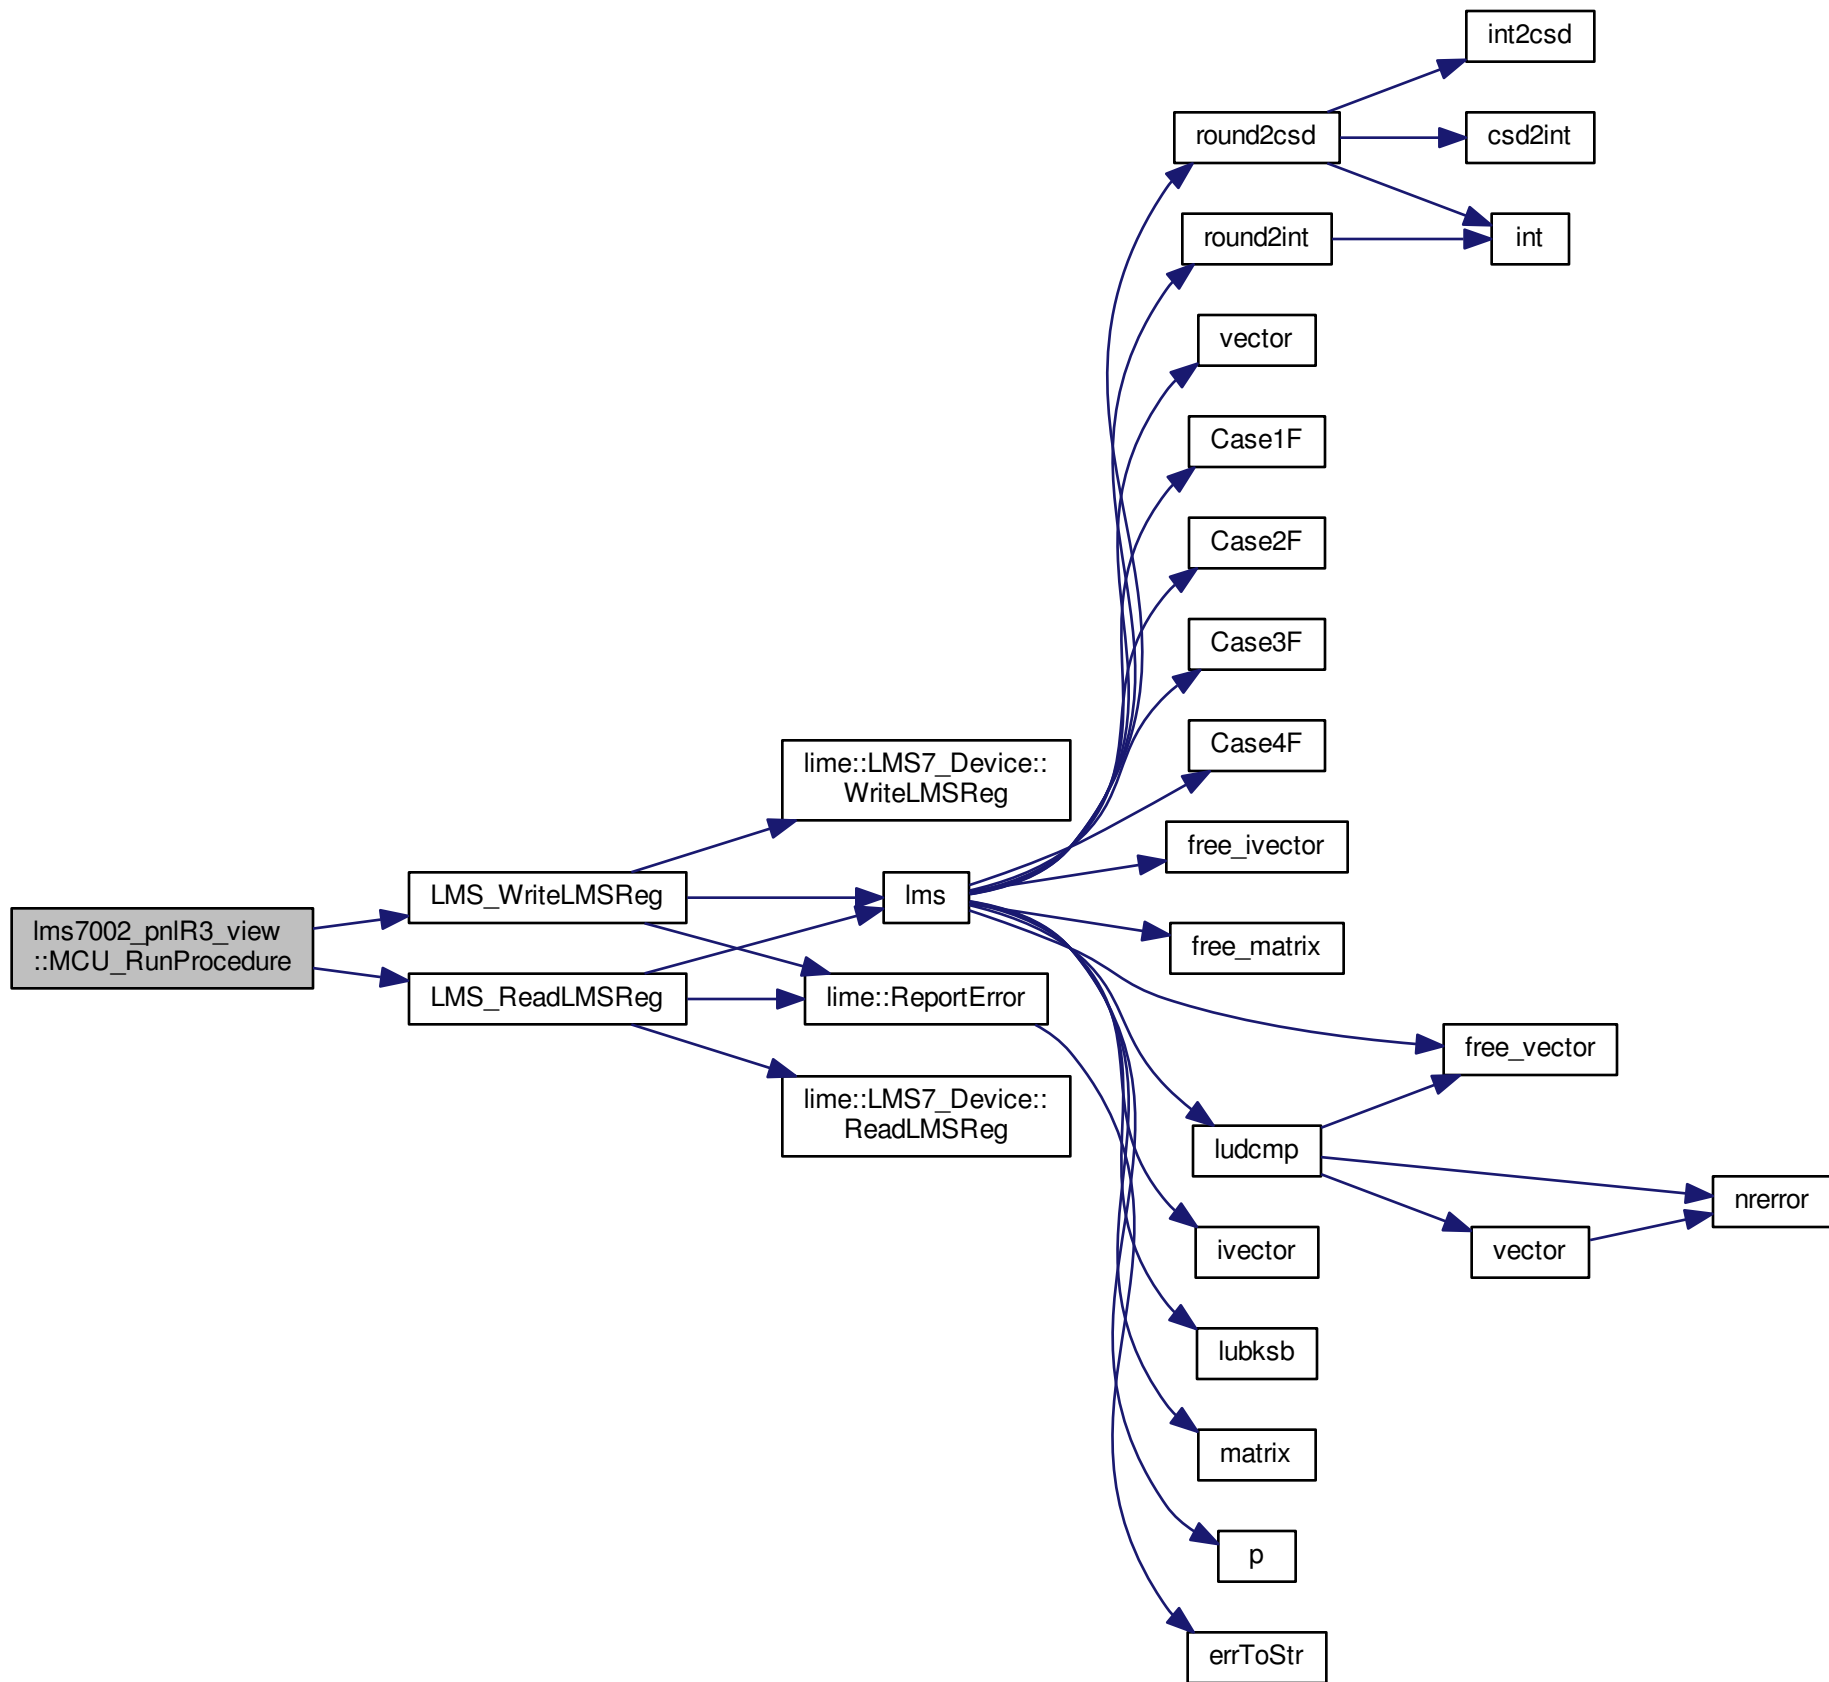 int2csd
round2csd
csd2int
round2int
int
vector
Case1F
Case2F
Case3F
Case4F
lime::LMS7_Device::
WriteLMSReg
free_ivector
LMS_WriteLMSReg
lms
lms7002_pnlR3_view
::MCU_RunProcedure
free_matrix
LMS_ReadLMSReg
lime::ReportError
free_vector
lime::LMS7_Device::
ReadLMSReg
ludcmp
nrerror
ivector
vector
lubksb
matrix
p
errToStr